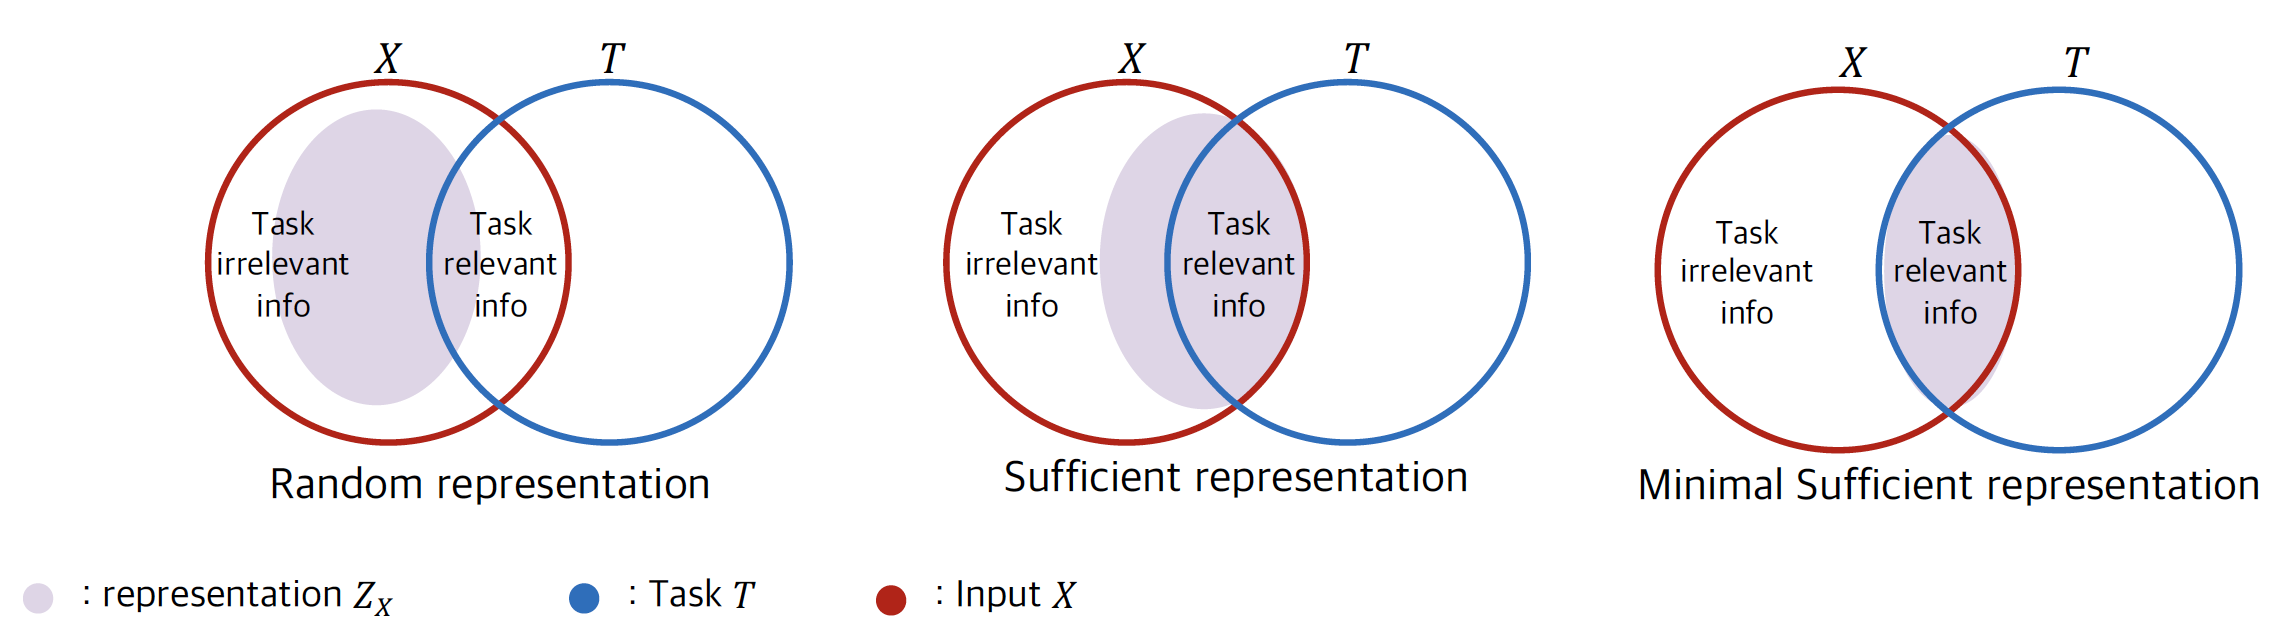 X T
Task
irrelevant
info
Task
relevant
info
Random representation
X T
Task
irrelevant
info
Task
relevant
info
Sufficient representation
X T
Task
irrelevant
info
Task
relevant
info
Minimal Sufficient representation
: representation Z_X
: Task T
: Input X